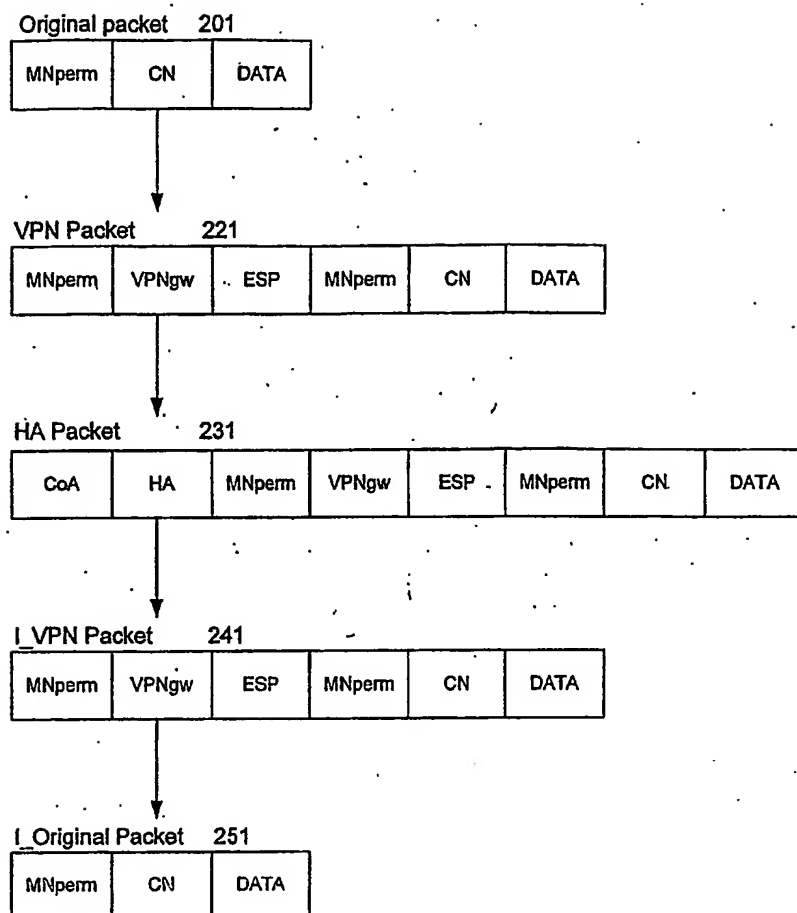 Original packet 201
MNperm CN DATA
VPN Packet 221
MNperm VPNgw ESP MNperm CN DATA
HA Packet 231
CoA HA MNperm VPNgw ESP MNperm CN DATA
I_VPN Packet 241
MNperm VPNgw ESP MNperm CN DATA
I_Original Packet 251
MNperm CN DATA